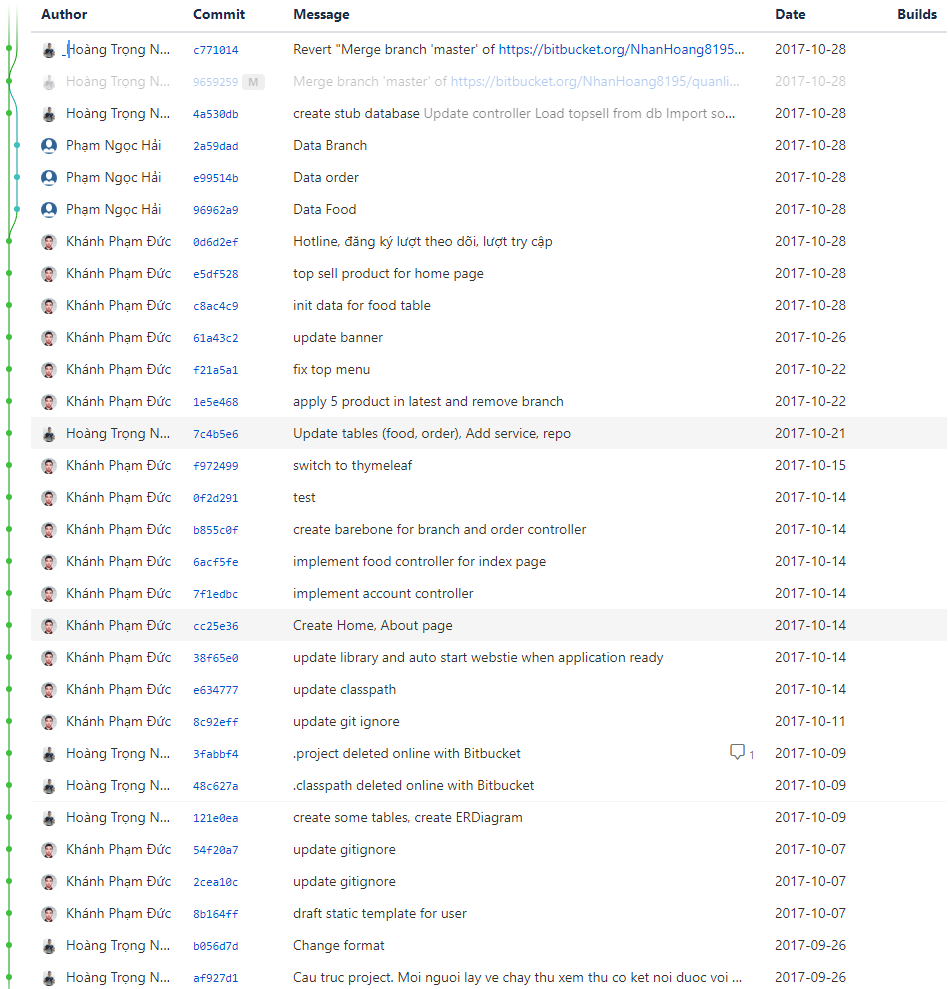 Author Commit Message Date Builds
_Hoàng Trọng N... c771014 Revert "Merge branch 'master' of https://bitbucket.org/NhanHoang8195... 2017-10-28
Hoàng Trọng N... 9659259 M Merge branch 'master' of https://bitbucket.org/NhanHoang8195/quanli... 2017-10-28
Hoàng Trọng N... 4a530db create stub database Update controller Load topsell from db Import so... 2017-10-28
Phạm Ngọc Hải 2a59dad Data Branch 2017-10-28
Phạm Ngọc Hải e99514b Data order 2017-10-28
Phạm Ngọc Hải 96962a9 Data Food 2017-10-28
Khánh Phạm Đức 0d6d2ef Hotline, đăng ký lượt theo dõi, lượt try cập 2017-10-28
Khánh Phạm Đức e5df528 top sell product for home page 2017-10-28
Khánh Phạm Đức c8ac4c9 init data for food table 2017-10-28
Khánh Phạm Đức 61a43c2 update banner 2017-10-26
Khánh Phạm Đức f21a5a1 fix top menu 2017-10-22
Khánh Phạm Đức 1e5e468 apply 5 product in latest and remove branch 2017-10-22
Hoàng Trọng N... 7c4b5e6 Update tables (food, order), Add service, repo 2017-10-21
Khánh Phạm Đức f972499 switch to thymeleaf 2017-10-15
Khánh Phạm Đức 0f2d291 test 2017-10-14
Khánh Phạm Đức b855c0f create barebone for branch and order controller 2017-10-14
Khánh Phạm Đức 6acf5fe implement food controller for index page 2017-10-14
Khánh Phạm Đức 7f1edbc implement account controller 2017-10-14
Khánh Phạm Đức cc25e36 Create Home, About page 2017-10-14
Khánh Phạm Đức 38f65e0 update library and auto start webstie when application ready 2017-10-14
Khánh Phạm Đức e634777 update classpath 2017-10-14
Khánh Phạm Đức 8c92eff update git ignore 2017-10-11
Hoàng Trọng N... 3fabbf4 .project deleted online with Bitbucket 1 2017-10-09
Hoàng Trọng N... 48c627a .classpath deleted online with Bitbucket 2017-10-09
Hoàng Trọng N... 121e0ea create some tables, create ERDiagram 2017-10-09
Khánh Phạm Đức 54f20a7 update gitignore 2017-10-07
Khánh Phạm Đức 2cea10c update gitignore 2017-10-07
Khánh Phạm Đức 8b164ff draft static template for user 2017-10-07
Hoàng Trọng N... b056d7d Change format 2017-09-26
Hoàng Trọng N... af927d1 Cau truc project. Moi nguoi lay ve chay thu xem thu co ket noi duoc voi ... 2017-09-26